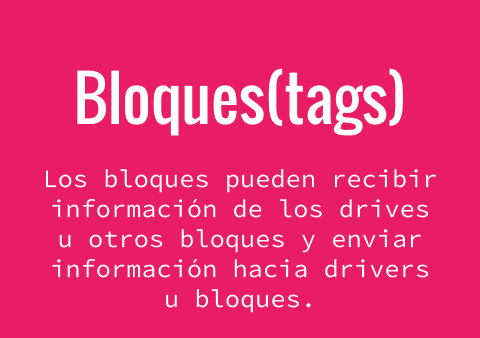 Bloques(tags)
Los bloques pueden recibir
información de los drives
u otros bloques y enviar
información hacia drivers
u bloques.